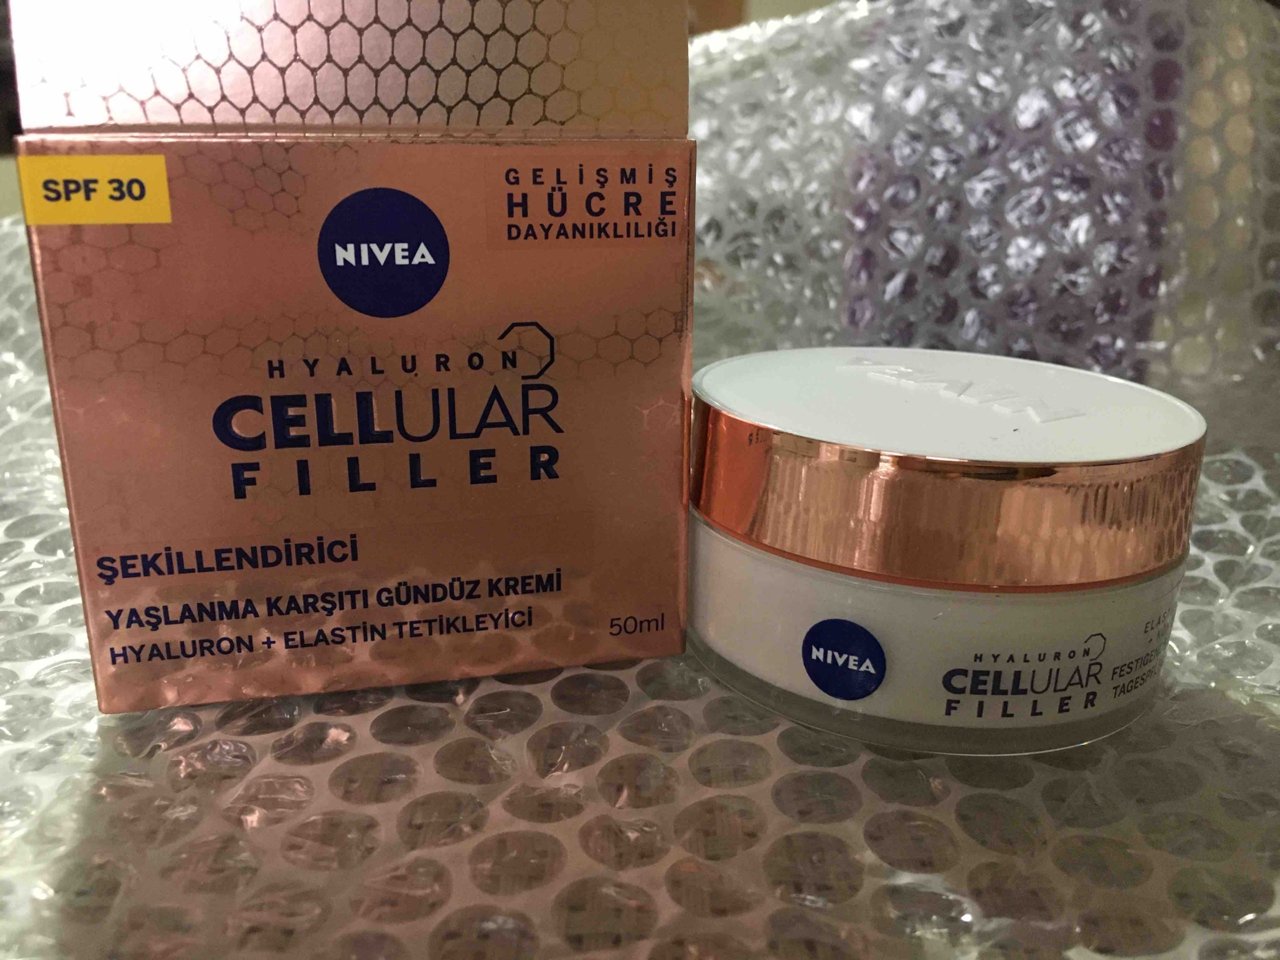 SPF 30
NIVEA
GELİŞMİŞ
HÜCRE
DAYANIKLILIĞI
HYALURON
CELLULAR
FILLER
ŞEKİLLENDİRİCİ
YAŞLANMA KARŞITI GÜNDÜZ KREMİ
HYALURON + ELASTİN TETİKLEYİCİ
50ml
NIVEA
NIVEA
HYALURON
CELLULAR
FILLER